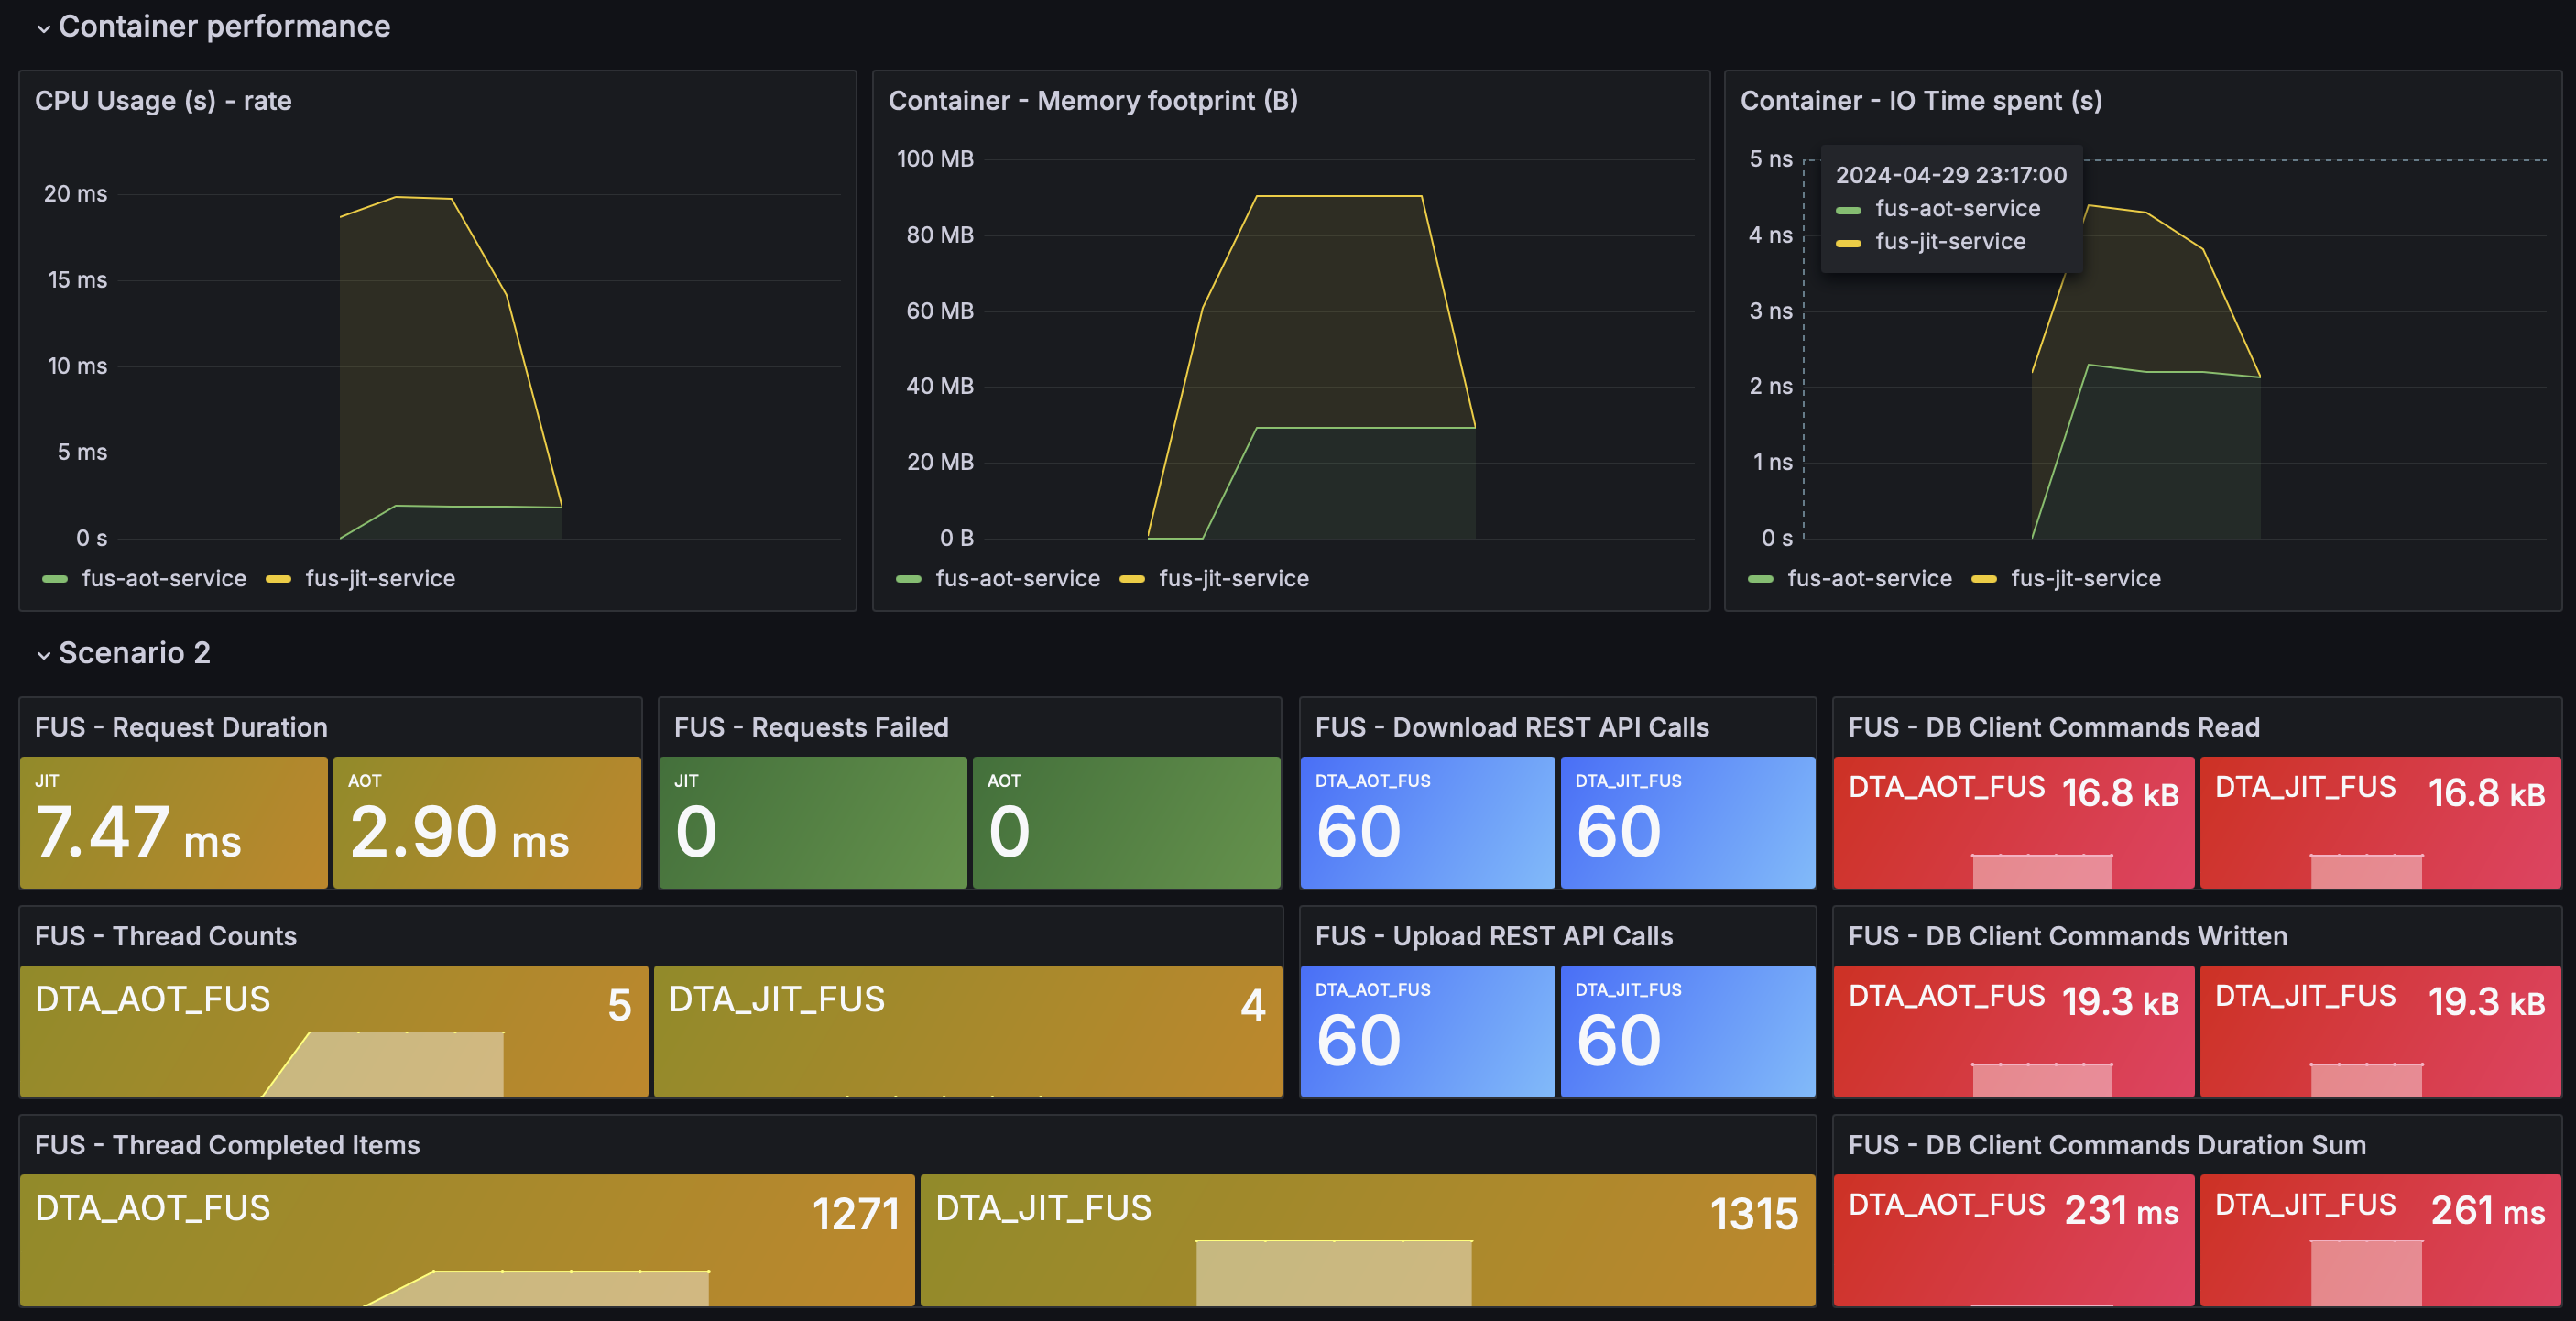 Container performance
CPU Usage (s) - rate
20 ms
15 ms
10 ms
5 ms
0 s
fus-aot-service fus-jit-service
Container - Memory footprint (B)
100 MB
80 MB
60 MB
40 MB
20 MB
0 B
fus-aot-service fus-jit-service
Container - IO Time spent (s)
5 ns
4 ns
3 ns
2 ns
1 ns
0 s
2024-04-29 23:17:00
fus-aot-service
fus-jit-service
fus-aot-service fus-jit-service
Scenario 2
FUS - Request Duration
JIT
7.47 ms
AOT
2.90 ms
FUS - Requests Failed
JIT
0
AOT
0
FUS - Download REST API Calls
DTA_AOT_FUS
60
DTA_JIT_FUS
60
FUS - DB Client Commands Read
DTA_AOT_FUS 16.8 kB
DTA_JIT_FUS 16.8 kB
FUS - Thread Counts
DTA_AOT_FUS 5
DTA_JIT_FUS 4
FUS - Upload REST API Calls
DTA_AOT_FUS
60
DTA_JIT_FUS
60
FUS - DB Client Commands Written
DTA_AOT_FUS 19.3 kB
DTA_JIT_FUS 19.3 kB
FUS - Thread Completed Items
DTA_AOT_FUS 1271
DTA_JIT_FUS 1315
FUS - DB Client Commands Duration Sum
DTA_AOT_FUS 231 ms
DTA_JIT_FUS 261 ms